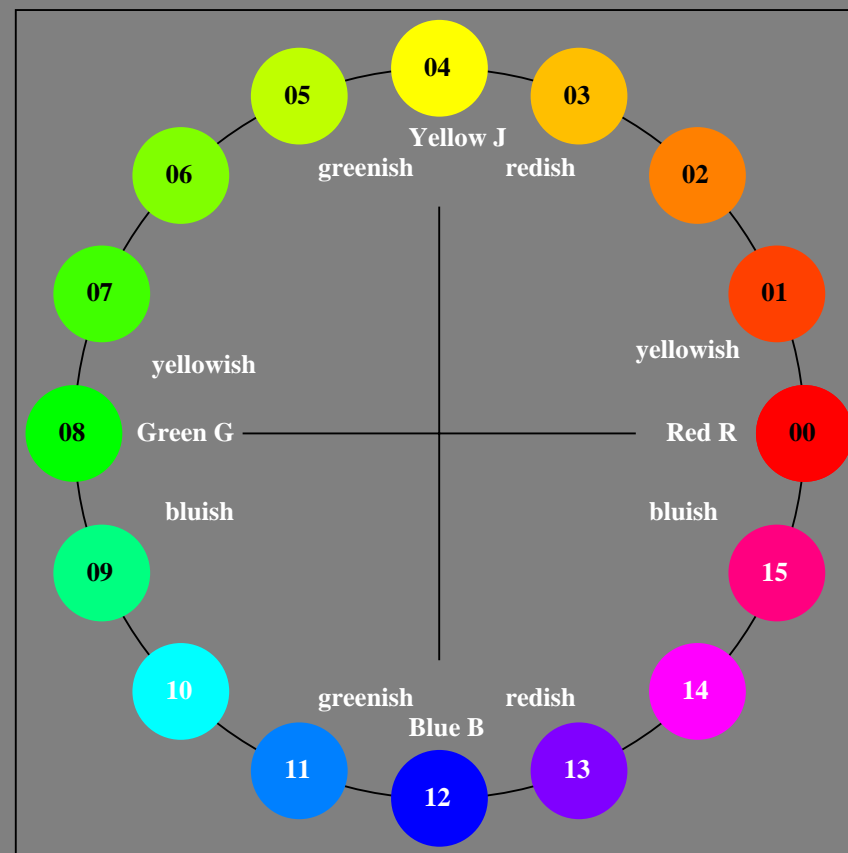 04
05
03
Yellow J
greenish
redish
06
02
07
01
yellowish
yellowish
08
Green G
Red R
00
bluish
bluish
09
15
10
14
greenish
redish
Blue B
11
13
12